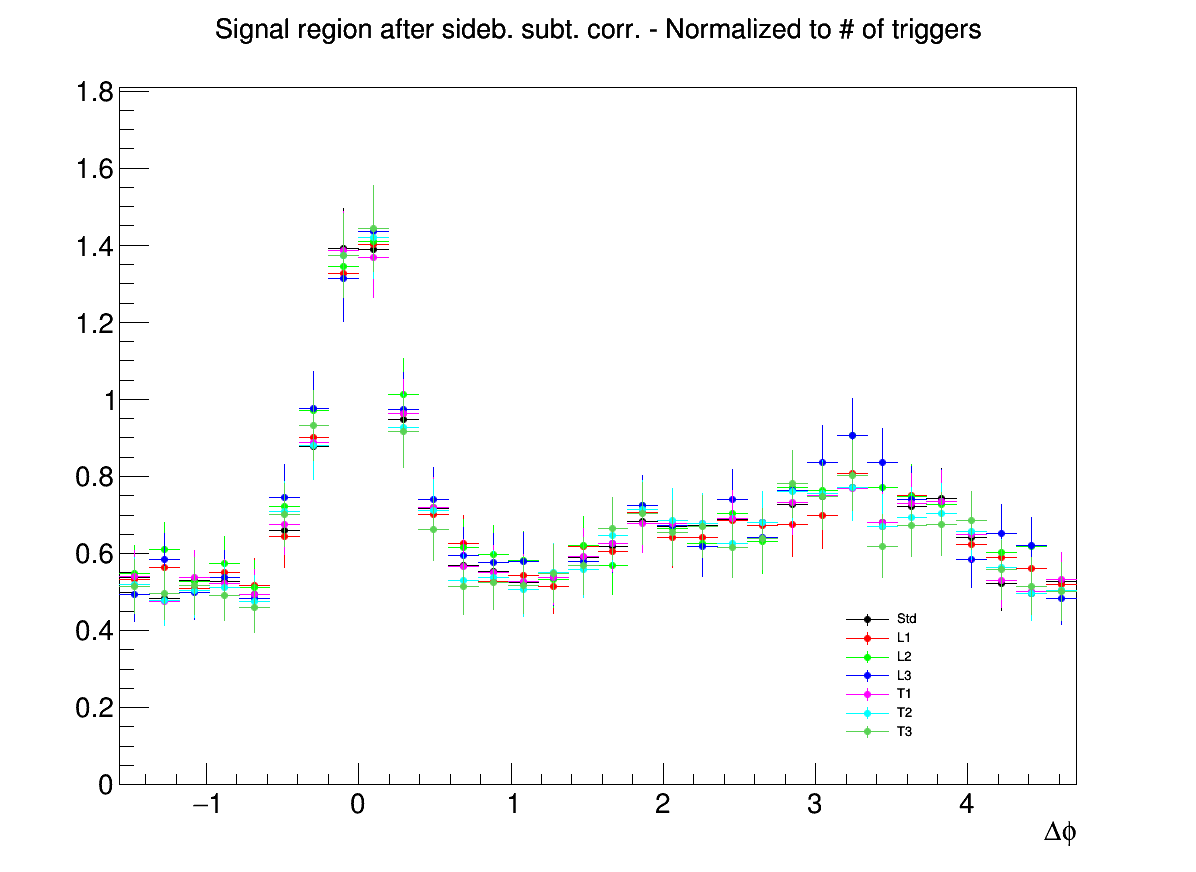 Signal region after sideb. subt. corr. - Normalized to # of triggers
1.8
1.6
1.4
1.2
1
0.8
0.6
0.4
0.2
0
−1 0 1 2 3 4
Δϕ
Std
L1
L2
L3
T1
T2
T3